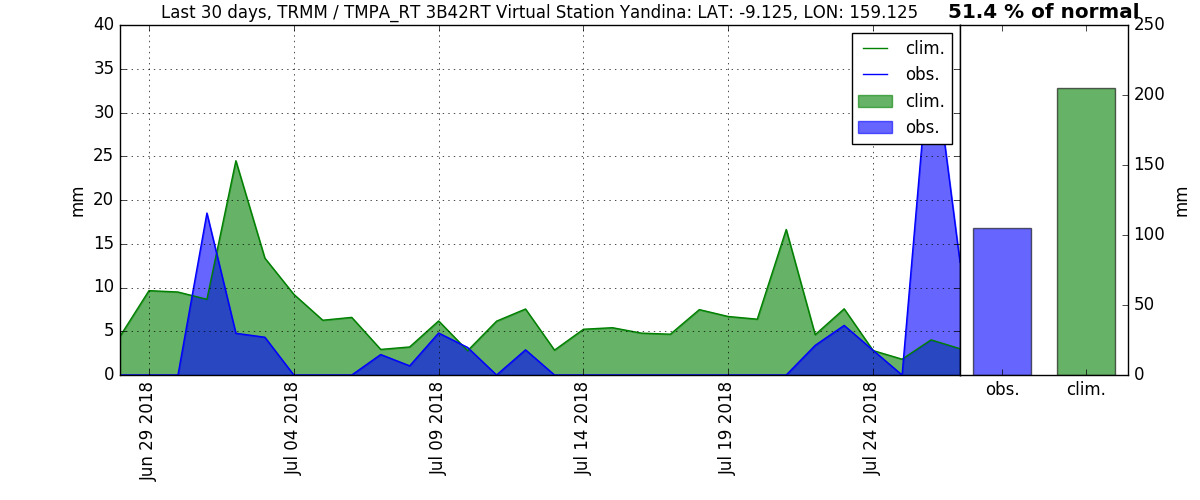 Last 30 days, TRMM / TMPA_RT 3B42RT Virtual Station Yandina: LAT: -9.125, LON: 159.125
51.4 % of normal
40
35
30
25
20
15
10
5
0
mm
clim.
obs.
clim.
obs.
Jun 29 2018
Jul 04 2018
Jul 09 2018
Jul 14 2018
Jul 19 2018
Jul 24 2018
250
200
150
100
50
0
mm
obs.
clim.